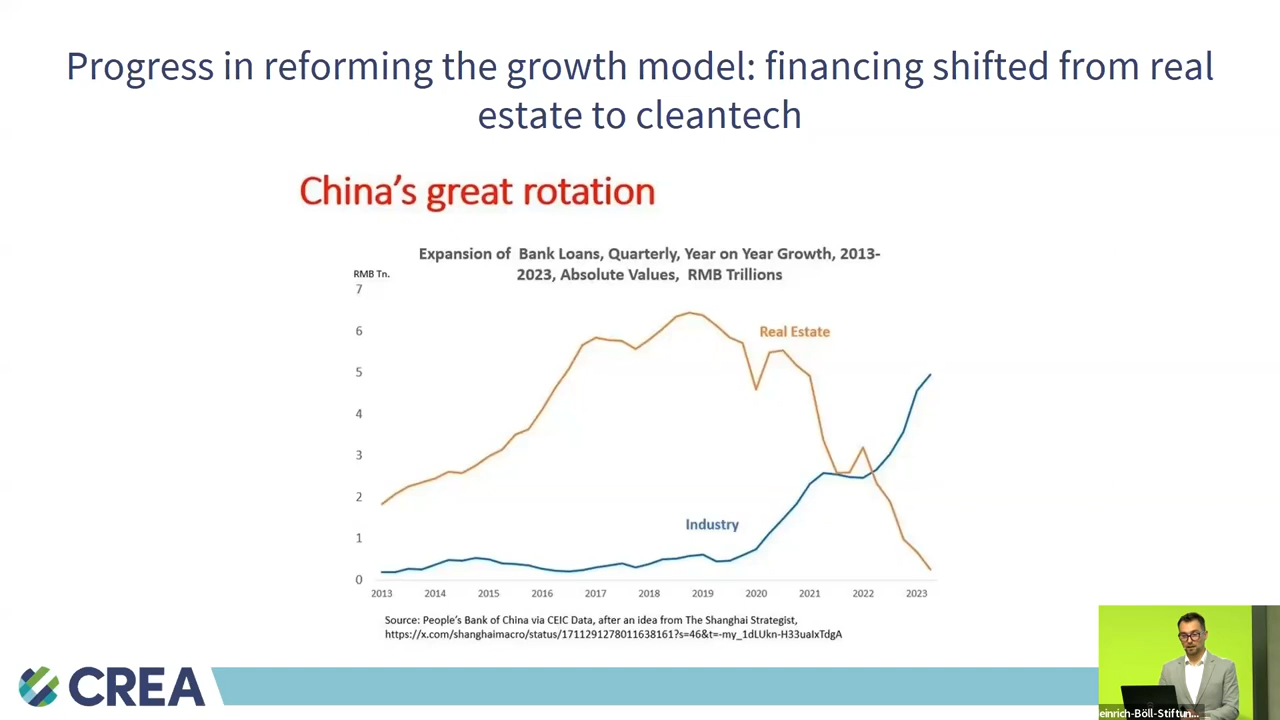 Progress in reforming the growth model: financing shifted from real
estate to cleantech
China's great rotation
Expansion of Bank Loans, Quarterly, Year on Year Growth, 2013-
2023, Absolute Values, RMB Trillions
RMB Tn.
7
6
5
4
3
2
1
0
Real Estate
Industry
2013 2014 2015 2016 2017 2018 2019 2020 2021 2022 2023
Source: People's Bank of China via CEIC Data, after an idea from The Shanghai Strategist,
https://x.com/shanghaimacro/status/1711291278011638161?s=46&t=-my_1dLUkn-H33uaIxTdgA
CREA
einrich-Böll-Stiftun...